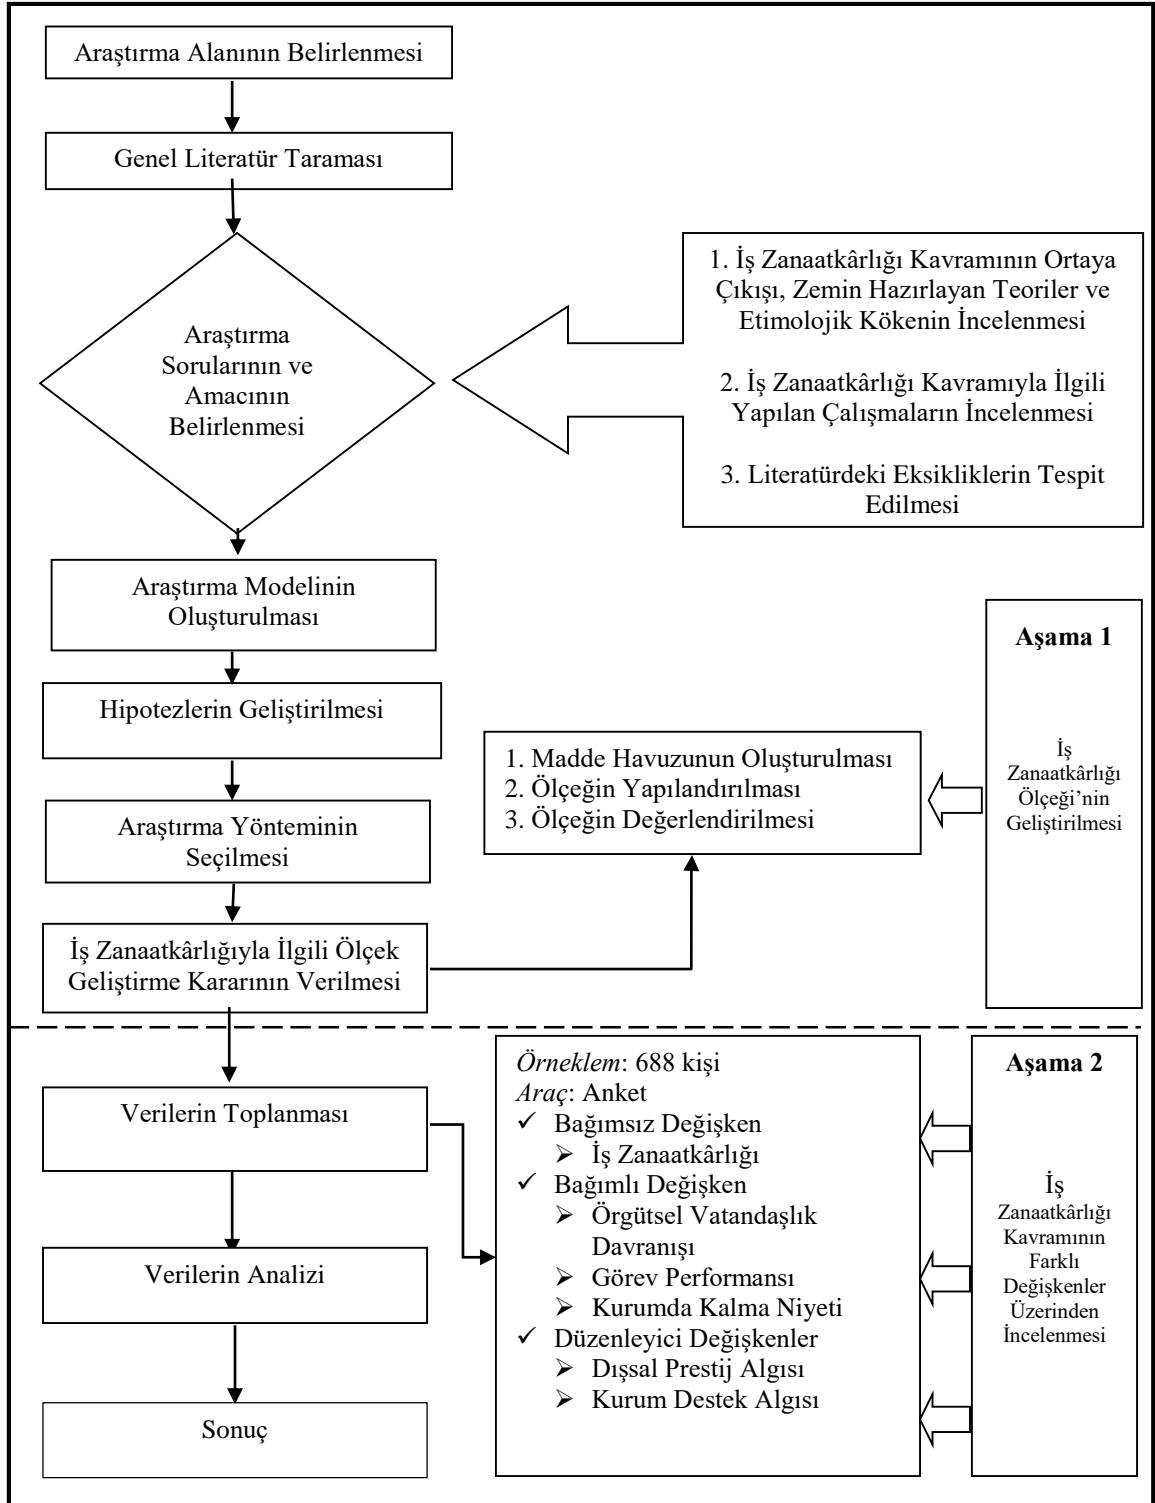 Araştırma Alanının Belirlenmesi
Genel Literatür Taraması
Araştırma
Sorularının ve
Amacının
Belirlenmesi
1. İş Zanaatkârlığı Kavramının Ortaya
Çıkışı, Zemin Hazırlayan Teoriler ve
Etimolojik Kökenin İncelenmesi
2. İş Zanaatkârlığı Kavramıyla İlgili
Yapılan Çalışmaların İncelenmesi
3. Literatürdeki Eksikliklerin Tespit
Edilmesi
Araştırma Modelinin
Oluşturulması
Hipotezlerin Geliştirilmesi
Araştırma Yönteminin
Seçilmesi
İş Zanaatkârlığıyla İlgili Ölçek
Geliştirme Kararının Verilmesi
1. Madde Havuzunun Oluşturulması
2. Ölçeğin Yapılandırılması
3. Ölçeğin Değerlendirilmesi
Aşama 1
İş
Zanaatkârlığı
Ölçeği’nin
Geliştirilmesi
Verilerin Toplanması
Verilerin Analizi
Sonuç
Örneklem: 688 kişi
Araç: Anket
✓ Bağımsız Değişken
➢ İş Zanaatkârlığı
✓ Bağımlı Değişken
➢ Örgütsel Vatandaşlık
Davranışı
➢ Görev Performansı
➢ Kurumda Kalma Niyeti
✓ Düzenleyici Değişkenler
➢ Dışsal Prestij Algısı
➢ Kurum Destek Algısı
Aşama 2
İş
Zanaatkârlığı
Kavramının
Farklı
Değişkenler
Üzerinden
İncelenmesi